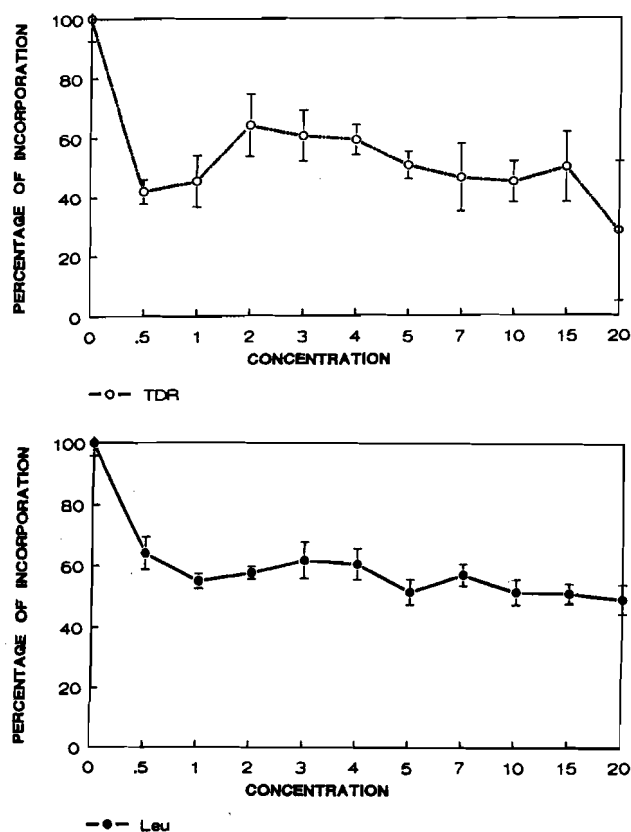 PERCENTAGE OF INCORPORATION
100
80
60
40
20
0
0 .5 1 2 3 4 5 7 10 15 20
CONCENTRATION
TDR
PERCENTAGE OF INCORPORATION
100
80
60
40
20
0
0 .5 1 2 3 4 5 7 10 15 20
CONCENTRATION
Leu